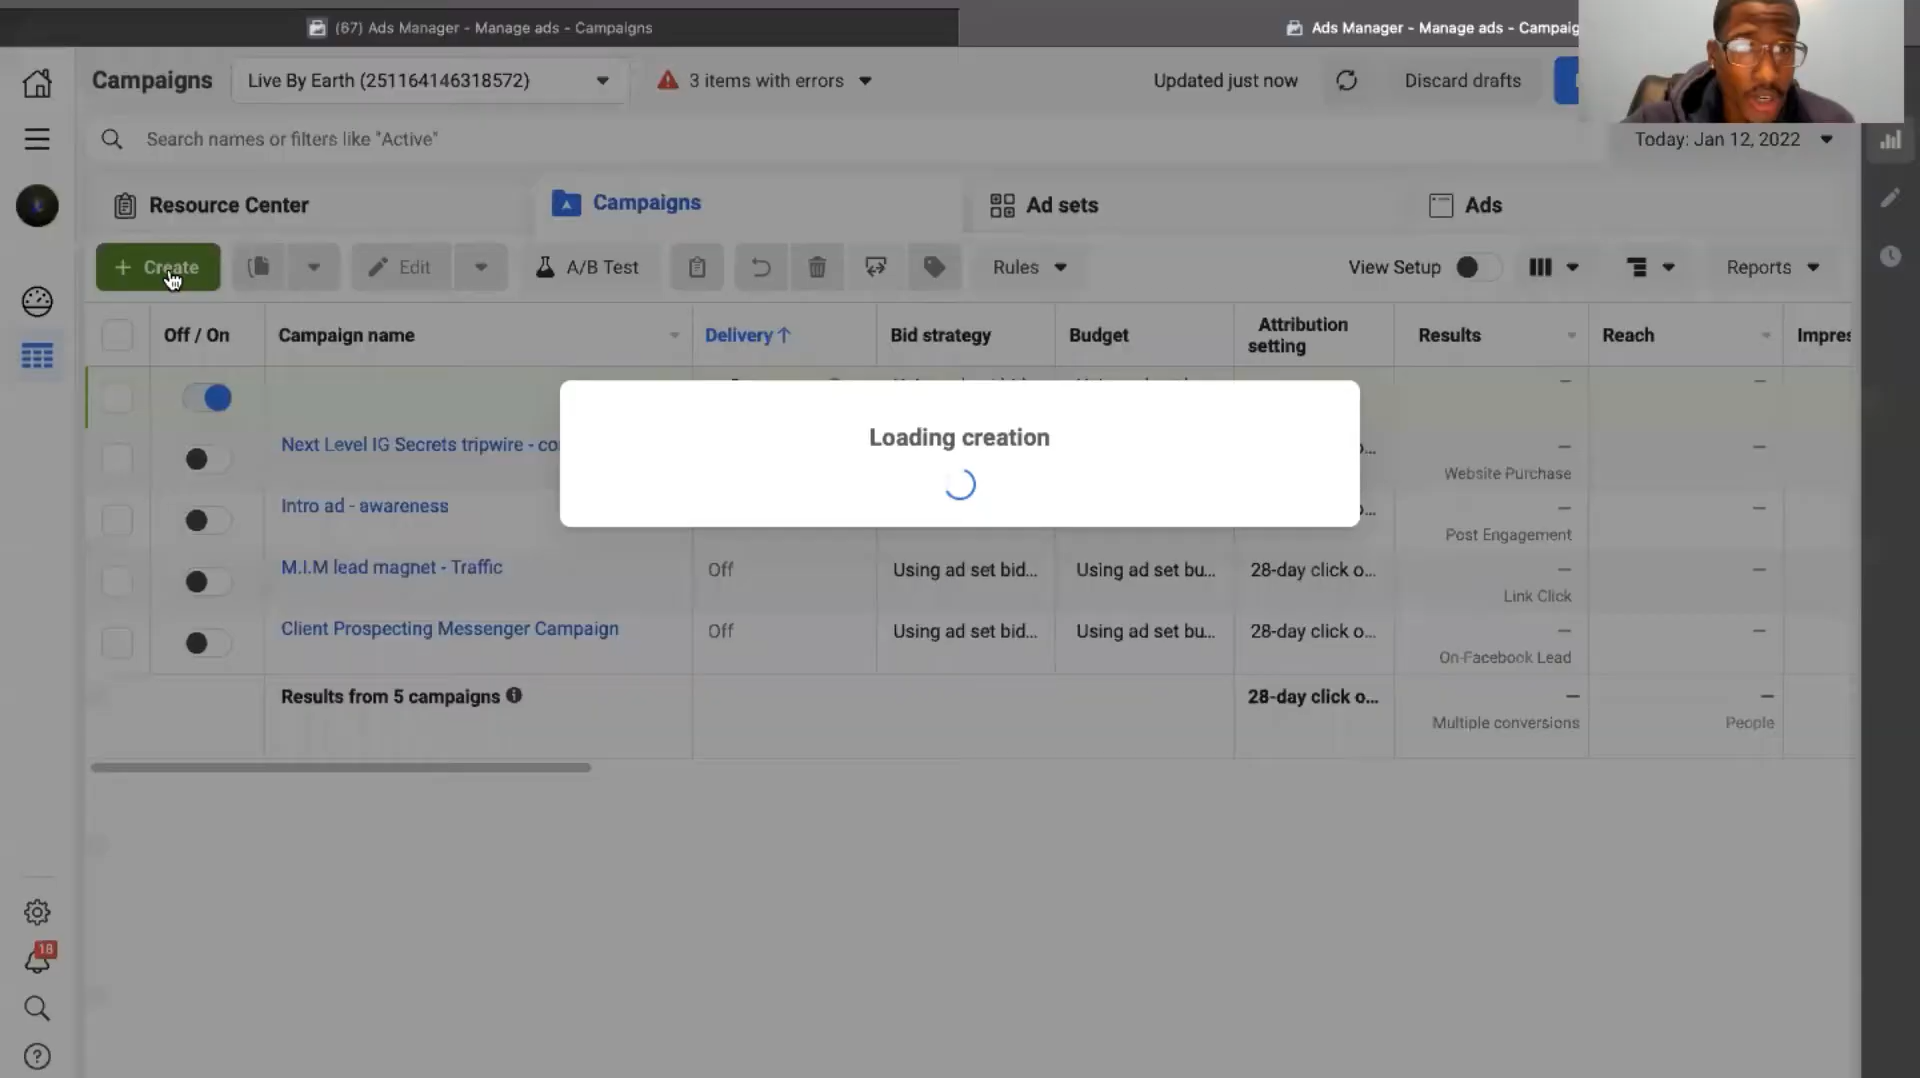 (67) Ads Manager - Manage ads - Campaigns
Ads Manager - Manage ads - Campaig
Campaigns
Live By Earth (251164146318572)
3 items with errors
Updated just now
Discard drafts
Search names or filters like "Active"
Today: Jan 12, 2022
Resource Center
Campaigns
Ad sets
Ads
+ Create
Edit
A/B Test
Rules
View Setup
Reports
Off / On
Campaign name
Delivery ↑
Bid strategy
Budget
Attribution setting
Results
Reach
Impres
Next Level IG Secrets tripwire - co
Website Purchase
Intro ad - awareness
Post Engagement
M.I.M lead magnet - Traffic
Off
Using ad set bid...
Using ad set bu...
28-day click o...
Link Click
Client Prospecting Messenger Campaign
Off
Using ad set bid...
Using ad set bu...
28-day click o...
On-Facebook Lead
Results from 5 campaigns
28-day click o...
Multiple conversions
People
Loading creation
18